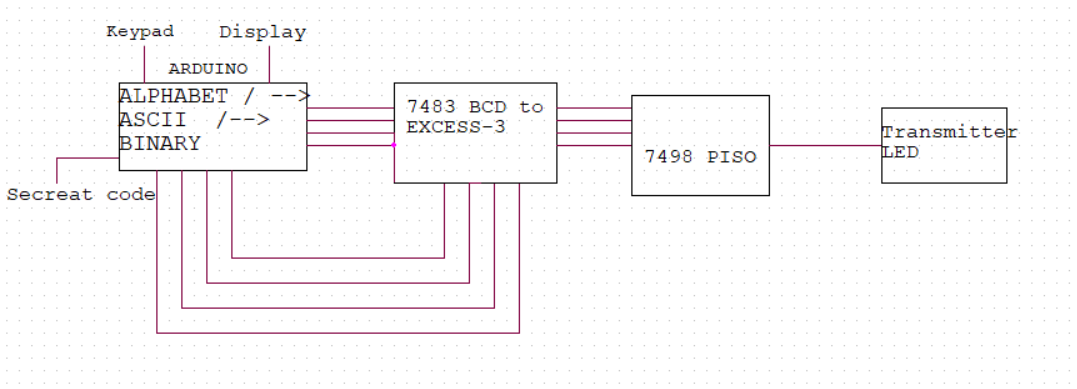 Keypad
Display
ARDUINO
ALPHABET / -->
ASCII /-->
BINARY
Secreat code
7483 BCD to
EXCESS-3
7498 PISO
Transmitter
LED